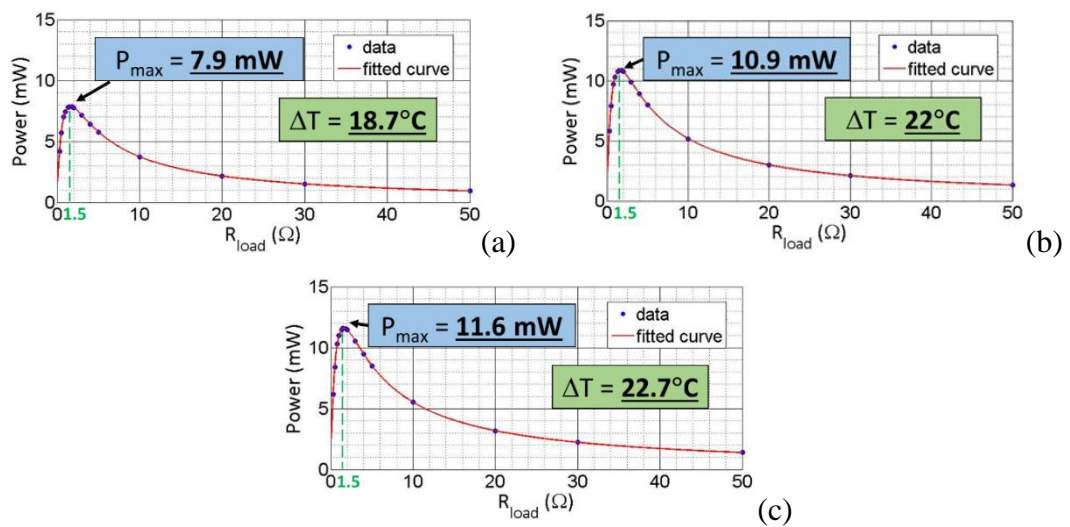 15
10
5
0
Power (mW)
P_max = 7.9 mW
data
fitted curve
ΔT = 18.7°C
0 1.5 10 20 30 40 50
R_load (Ω)
(a)
15
10
5
0
Power (mW)
P_max = 10.9 mW
data
fitted curve
ΔT = 22°C
0 1.5 10 20 30 40 50
R_load (Ω)
(b)
15
10
5
0
Power (mW)
P_max = 11.6 mW
data
fitted curve
ΔT = 22.7°C
0 1.5 10 20 30 40 50
R_load (Ω)
(c)